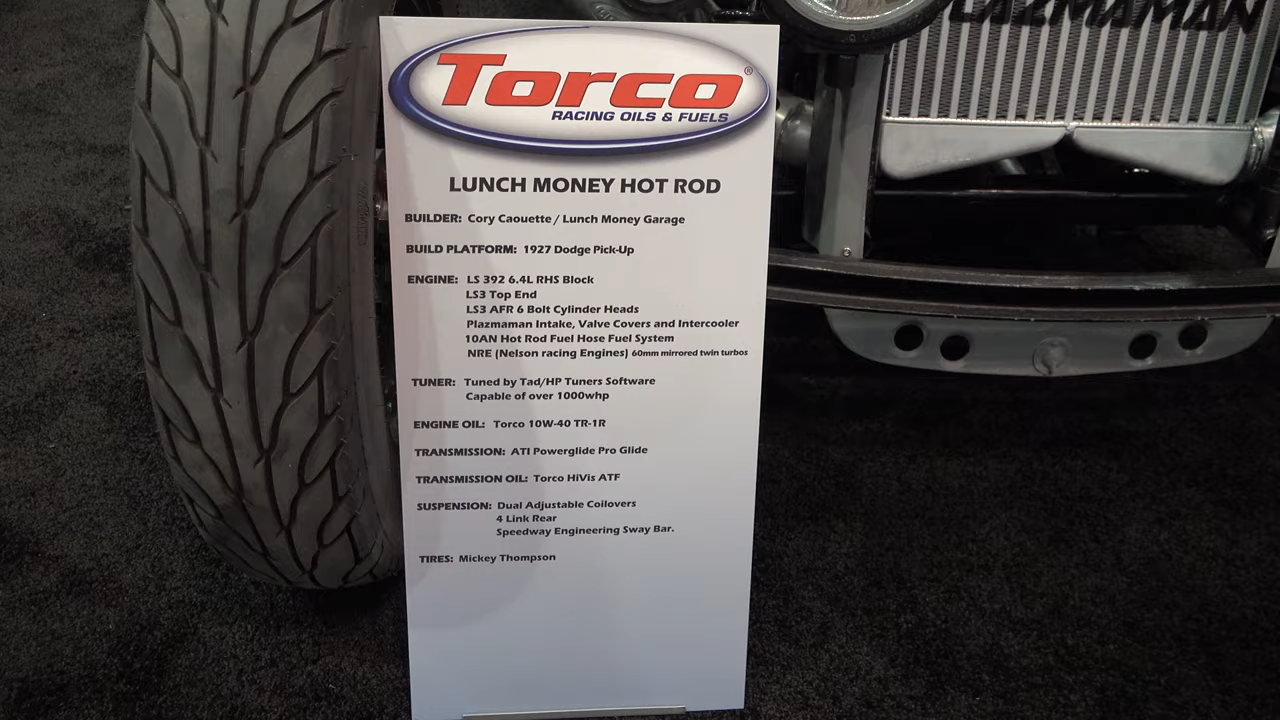 PLAZMAMAN
Torco®
RACING OILS & FUELS
LUNCH MONEY HOT ROD
BUILDER: Cory Caouette / Lunch Money Garage
BUILD PLATFORM: 1927 Dodge Pick-Up
ENGINE: LS 392 6.4L RHS Block
LS3 Top End
LS3 AFR 6 Bolt Cylinder Heads
Plazmaman Intake, Valve Covers and Intercooler
10AN Hot Rod Fuel Hose Fuel System
NRE (Nelson racing Engines) 60mm mirrored twin turbos
TUNER: Tuned by Tad/HP Tuners Software
Capable of over 1000whp
ENGINE OIL: Torco 10W-40 TR-1R
TRANSMISSION: ATI Powerglide Pro Glide
TRANSMISSION OIL: Torco HiVis ATF
SUSPENSION: Dual Adjustable Coilovers
4 Link Rear
Speedway Engineering Sway Bar.
TIRES: Mickey Thompson